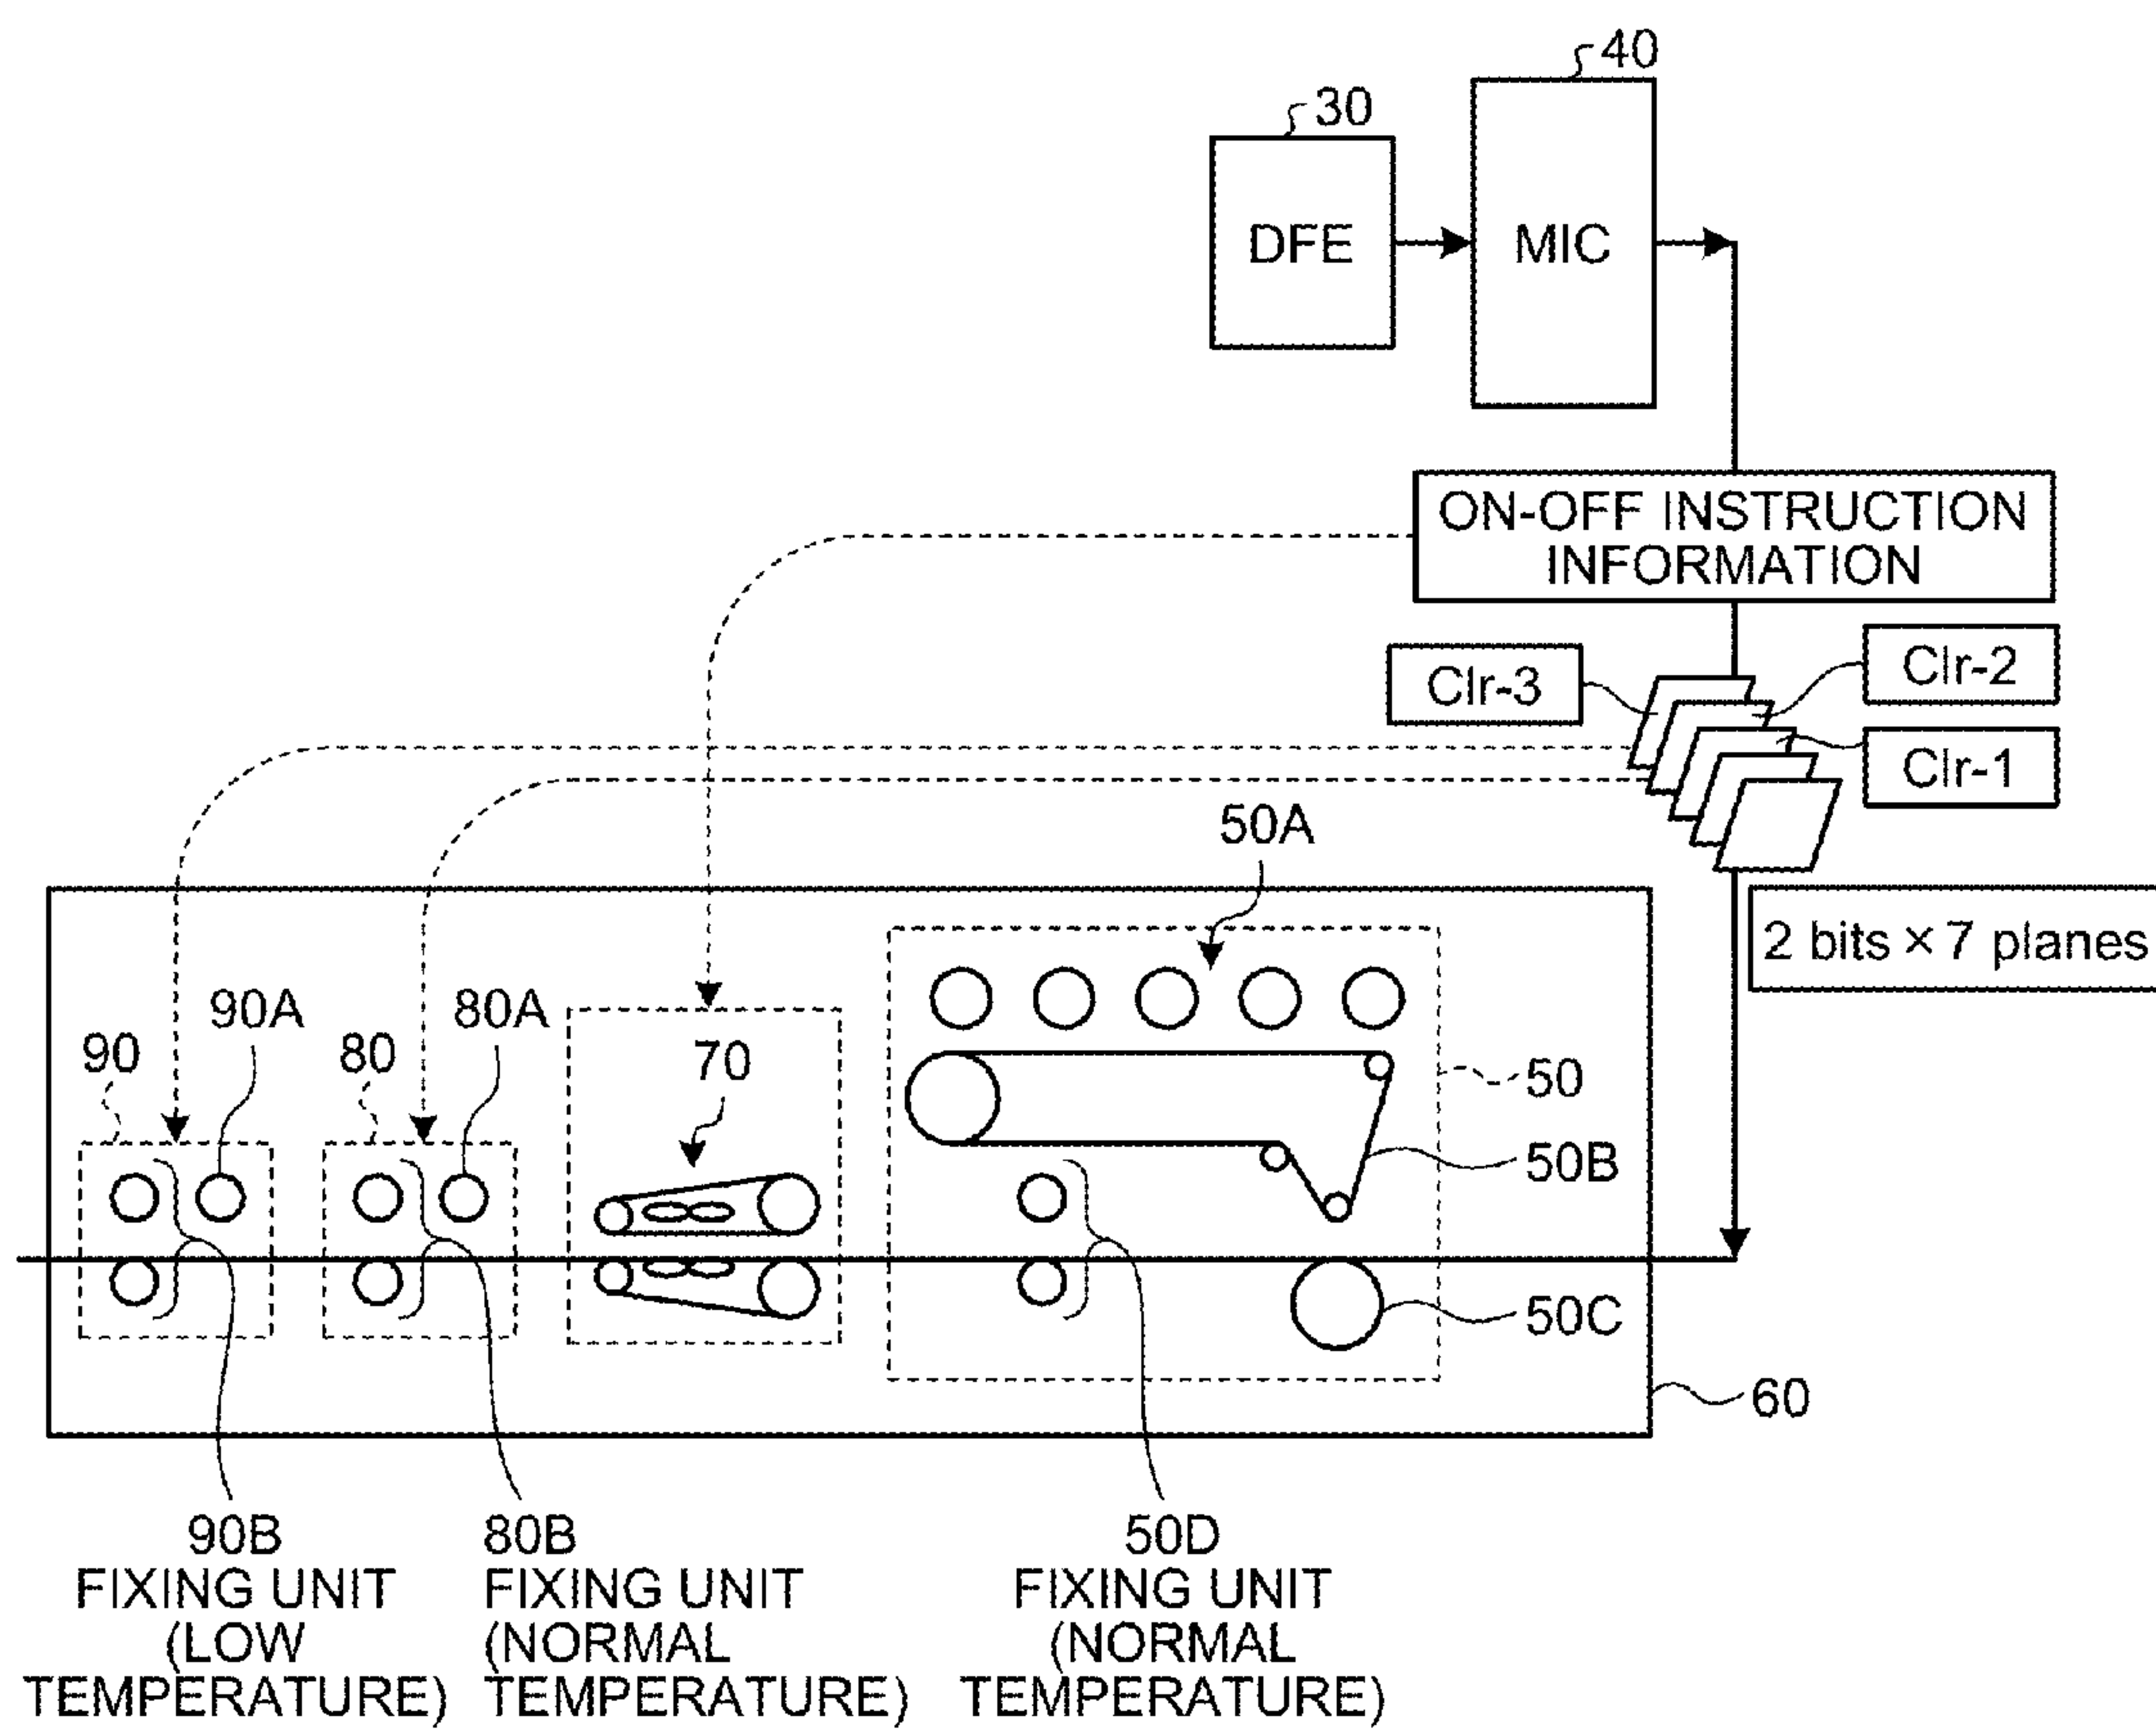 40
30
DFE
MIC
ON-OFF INSTRUCTION
INFORMATION
Clr-3
Clr-2
Clr-1
50A
2 bits × 7 planes
90
90A
80
80A
70
50
50B
50C
60
90B
FIXING UNIT
(LOW
TEMPERATURE)
80B
FIXING UNIT
(NORMAL
TEMPERATURE)
50D
FIXING UNIT
(NORMAL
TEMPERATURE)